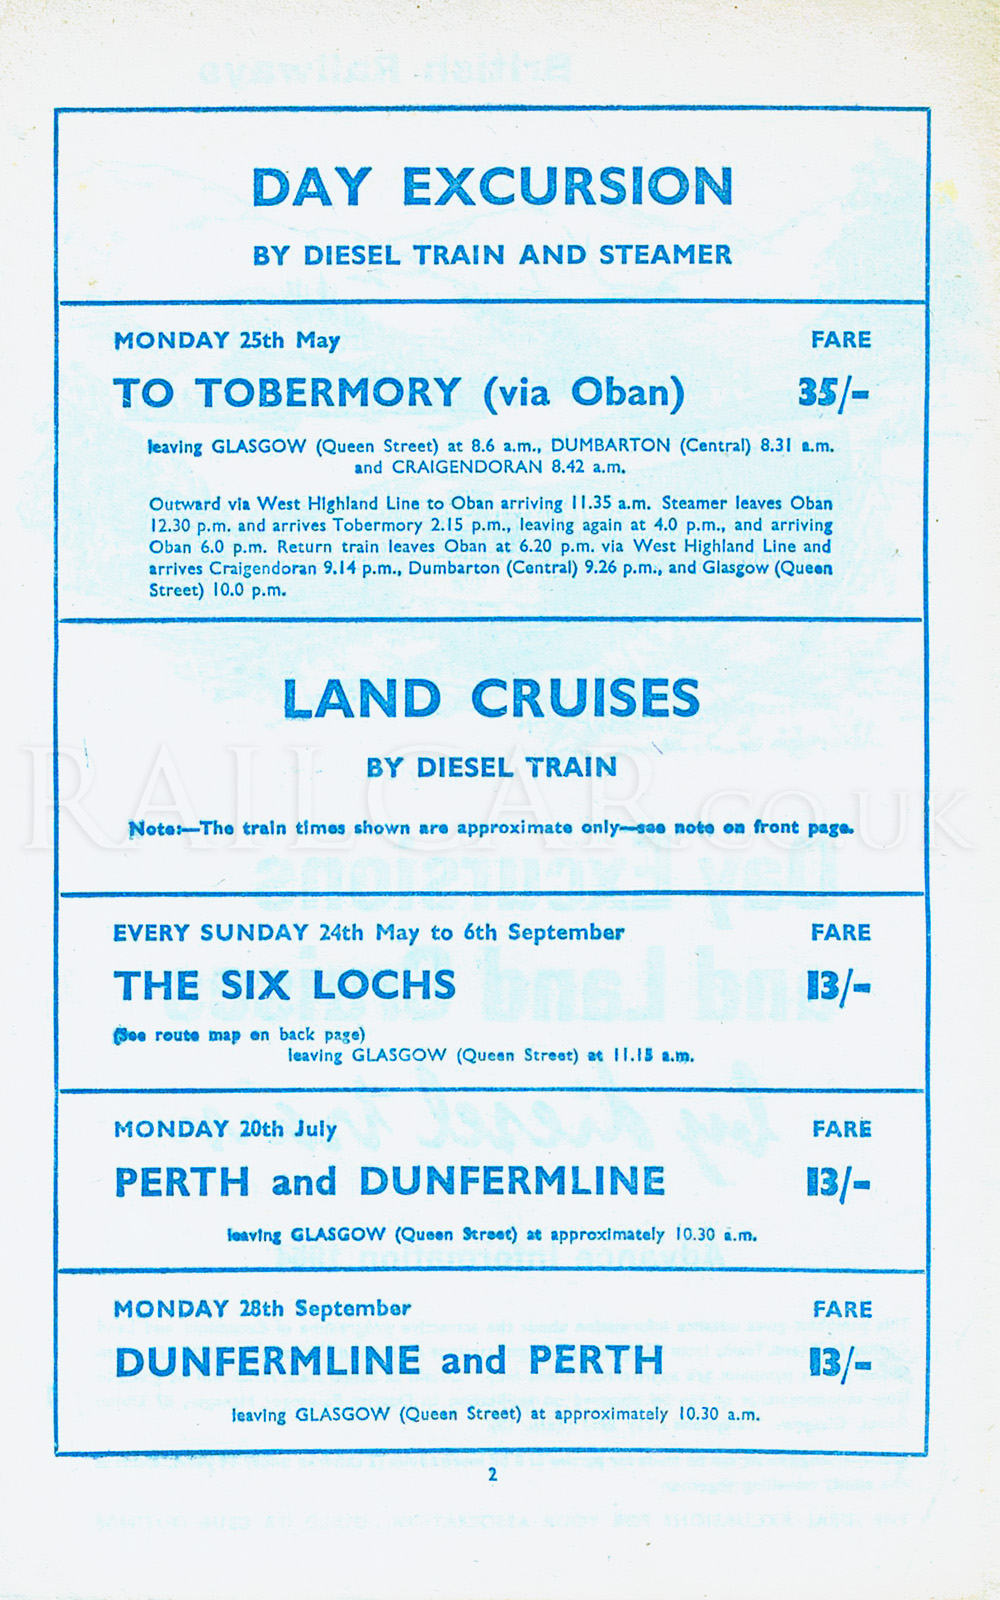 DAY EXCURSION
BY DIESEL TRAIN AND STEAMER
MONDAY 25th May FARE
TO TOBERMORY (via Oban) 35/-
leaving GLASGOW (Queen Street) at 8.6 a.m., DUMBARTON (Central) 8.31 a.m.
and CRAIGENDORAN 8.42 a.m.
Outward via West Highland Line to Oban arriving 11.35 a.m. Steamer leaves Oban
12.30 p.m. and arrives Tobermory 2.15 p.m., leaving again at 4.0 p.m., and arriving
Oban 6.0 p.m. Return train leaves Oban at 6.20 p.m. via West Highland Line and
arrives Craigendoran 9.14 p.m., Dumbarton (Central) 9.26 p.m., and Glasgow (Queen
Street) 10.0 p.m.
LAND CRUISES
BY DIESEL TRAIN
RAILCAR.co.uk
Note:—The train times shown are approximate only—see note on front page.
EVERY SUNDAY 24th May to 6th September FARE
THE SIX LOCHS 13/-
(See route map on back page)
leaving GLASGOW (Queen Street) at 11.15 a.m.
MONDAY 20th July FARE
PERTH and DUNFERMLINE 13/-
leaving GLASGOW (Queen Street) at approximately 10.30 a.m.
MONDAY 28th September FARE
DUNFERMLINE and PERTH 13/-
leaving GLASGOW (Queen Street) at approximately 10.30 a.m.
2